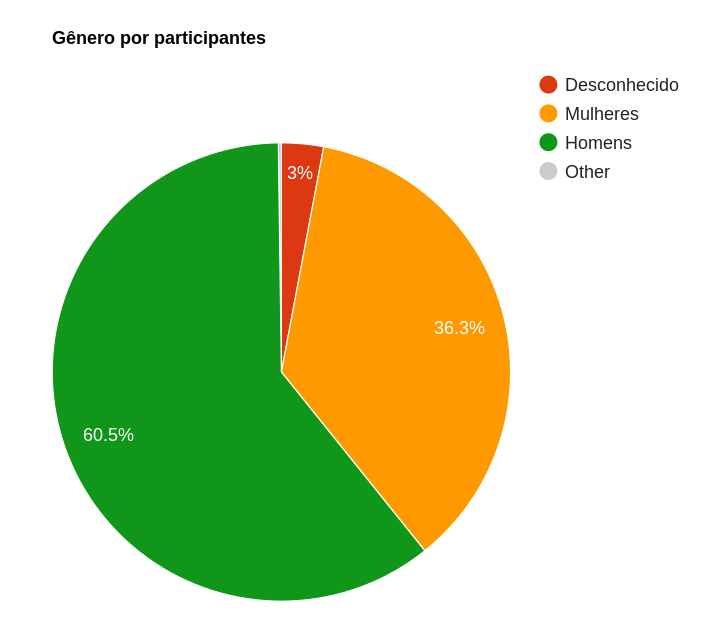 Gênero por participantes
Desconhecido
Mulheres
Homens
Other
3%
36.3%
60.5%